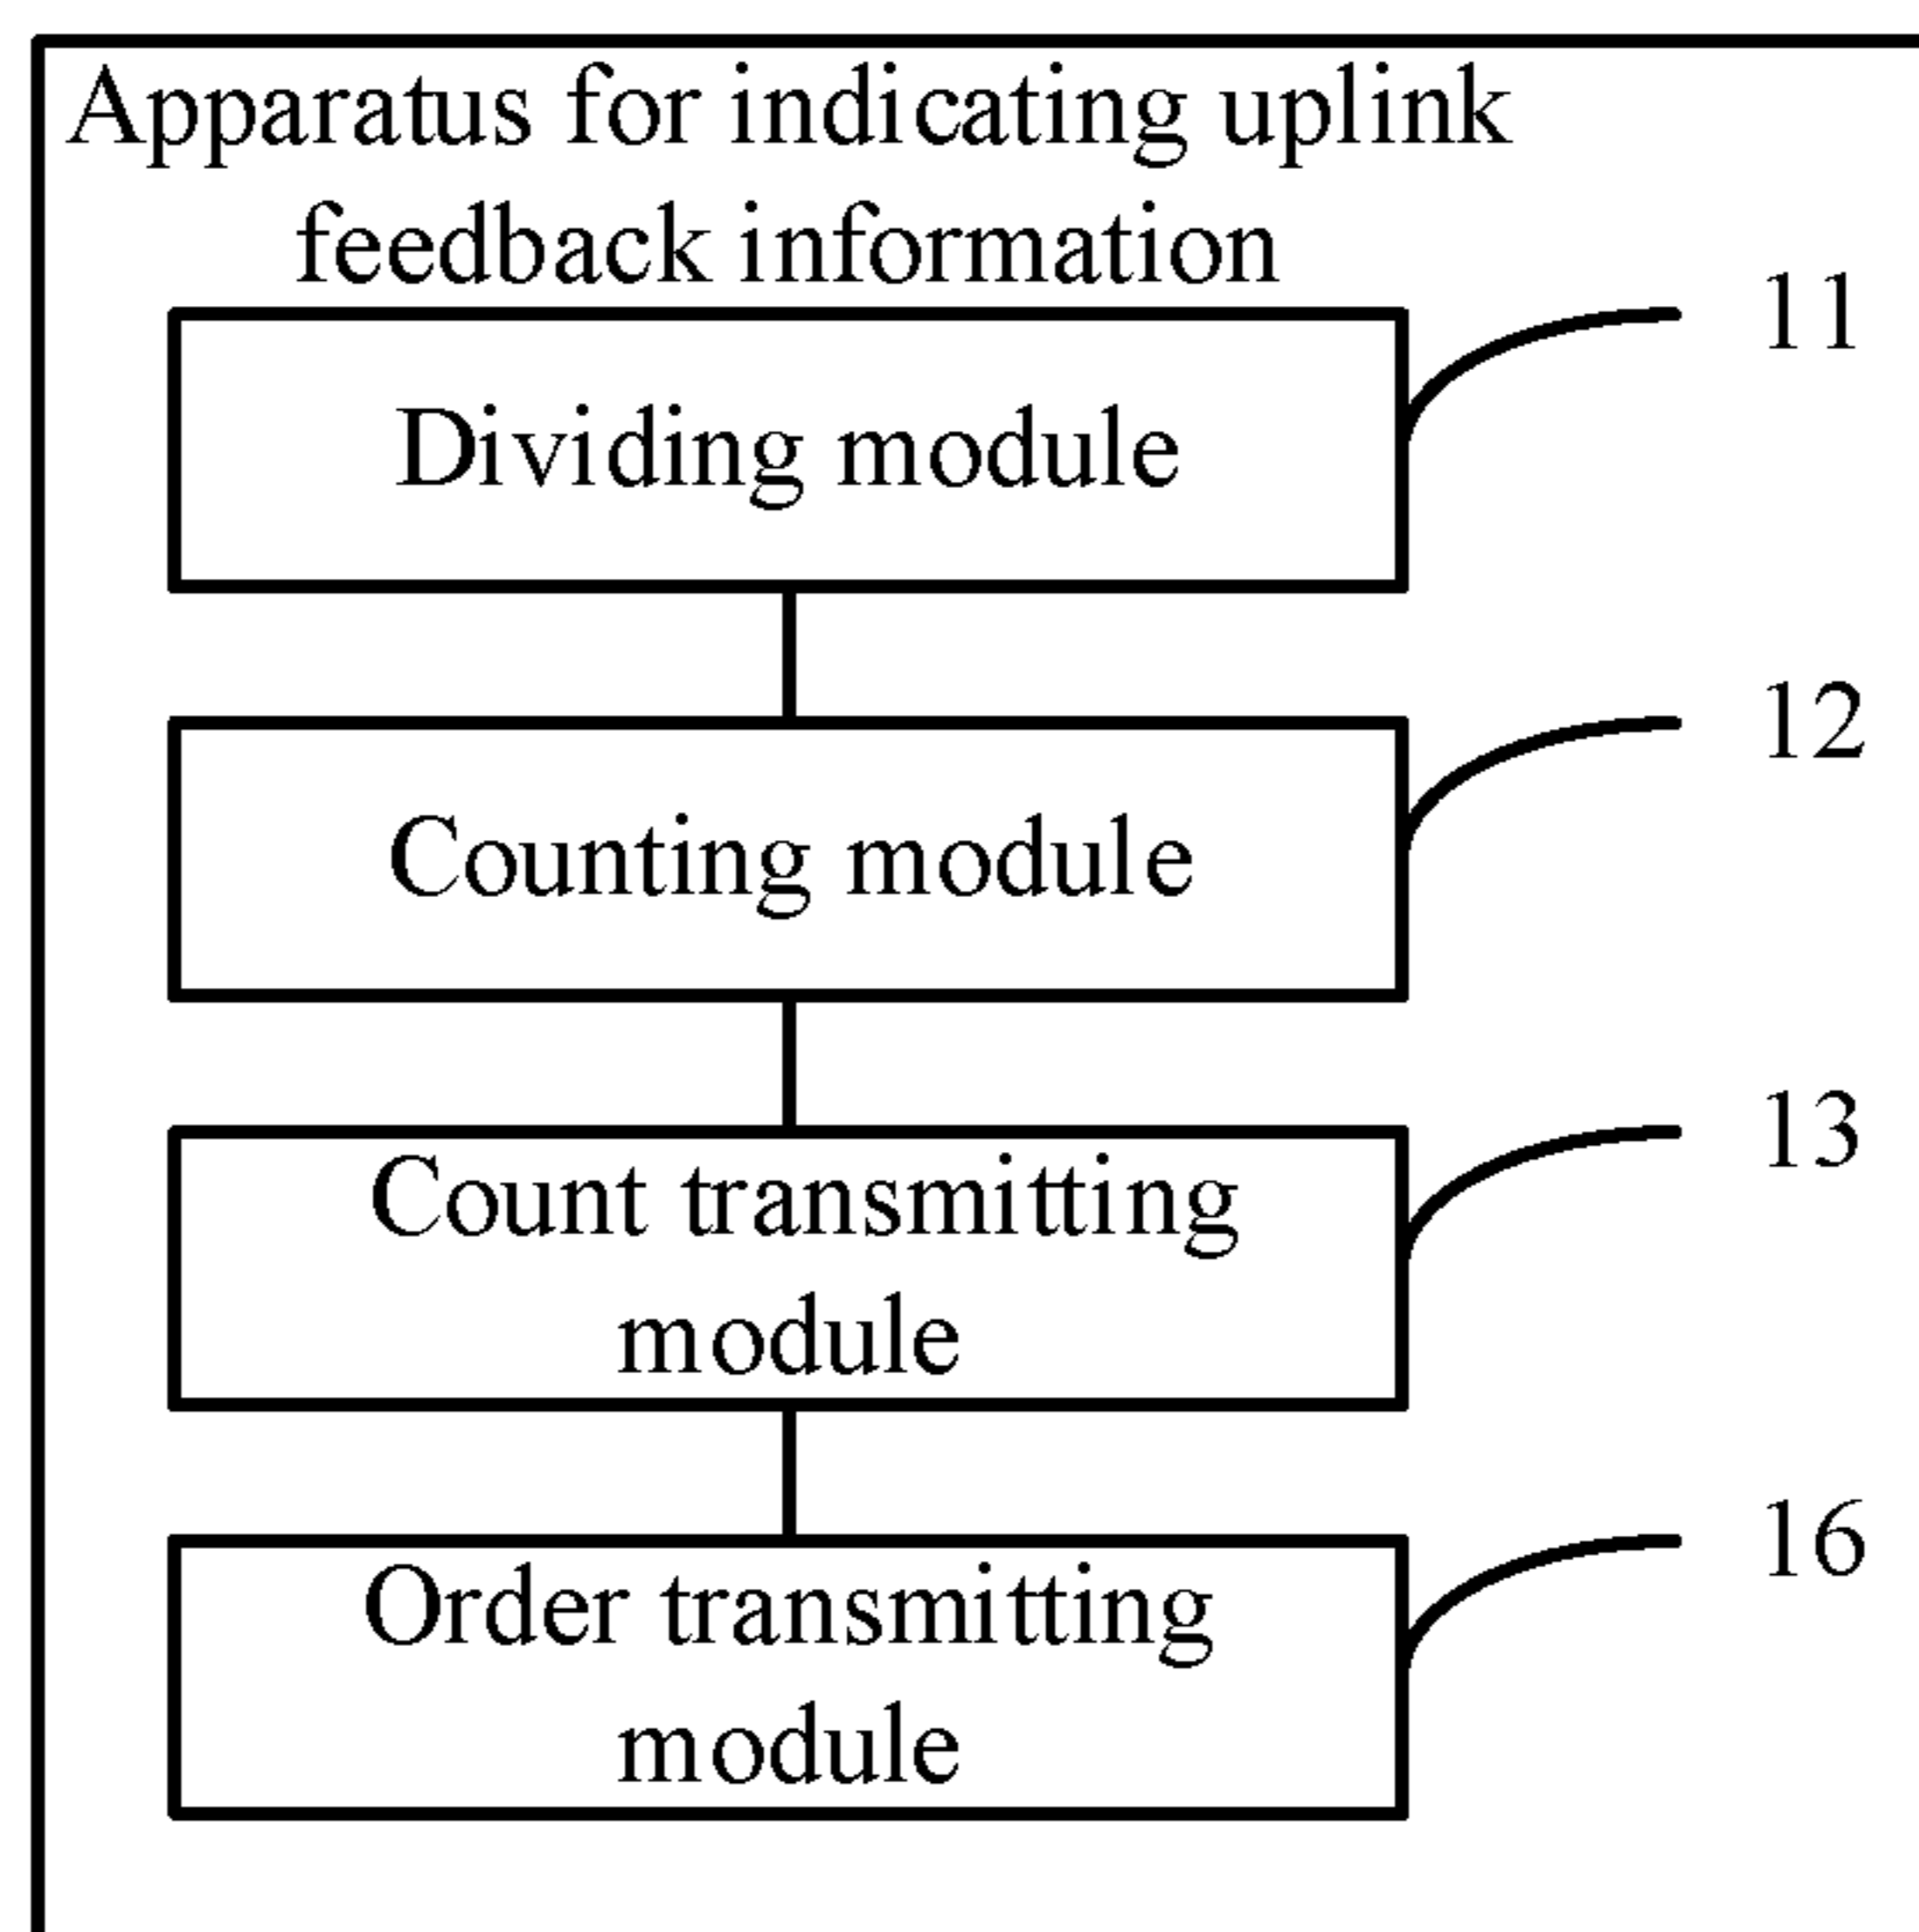 Apparatus for indicating uplink
feedback information
11
Dividing module
12
Counting module
13
Count transmitting
module
16
Order transmitting
module